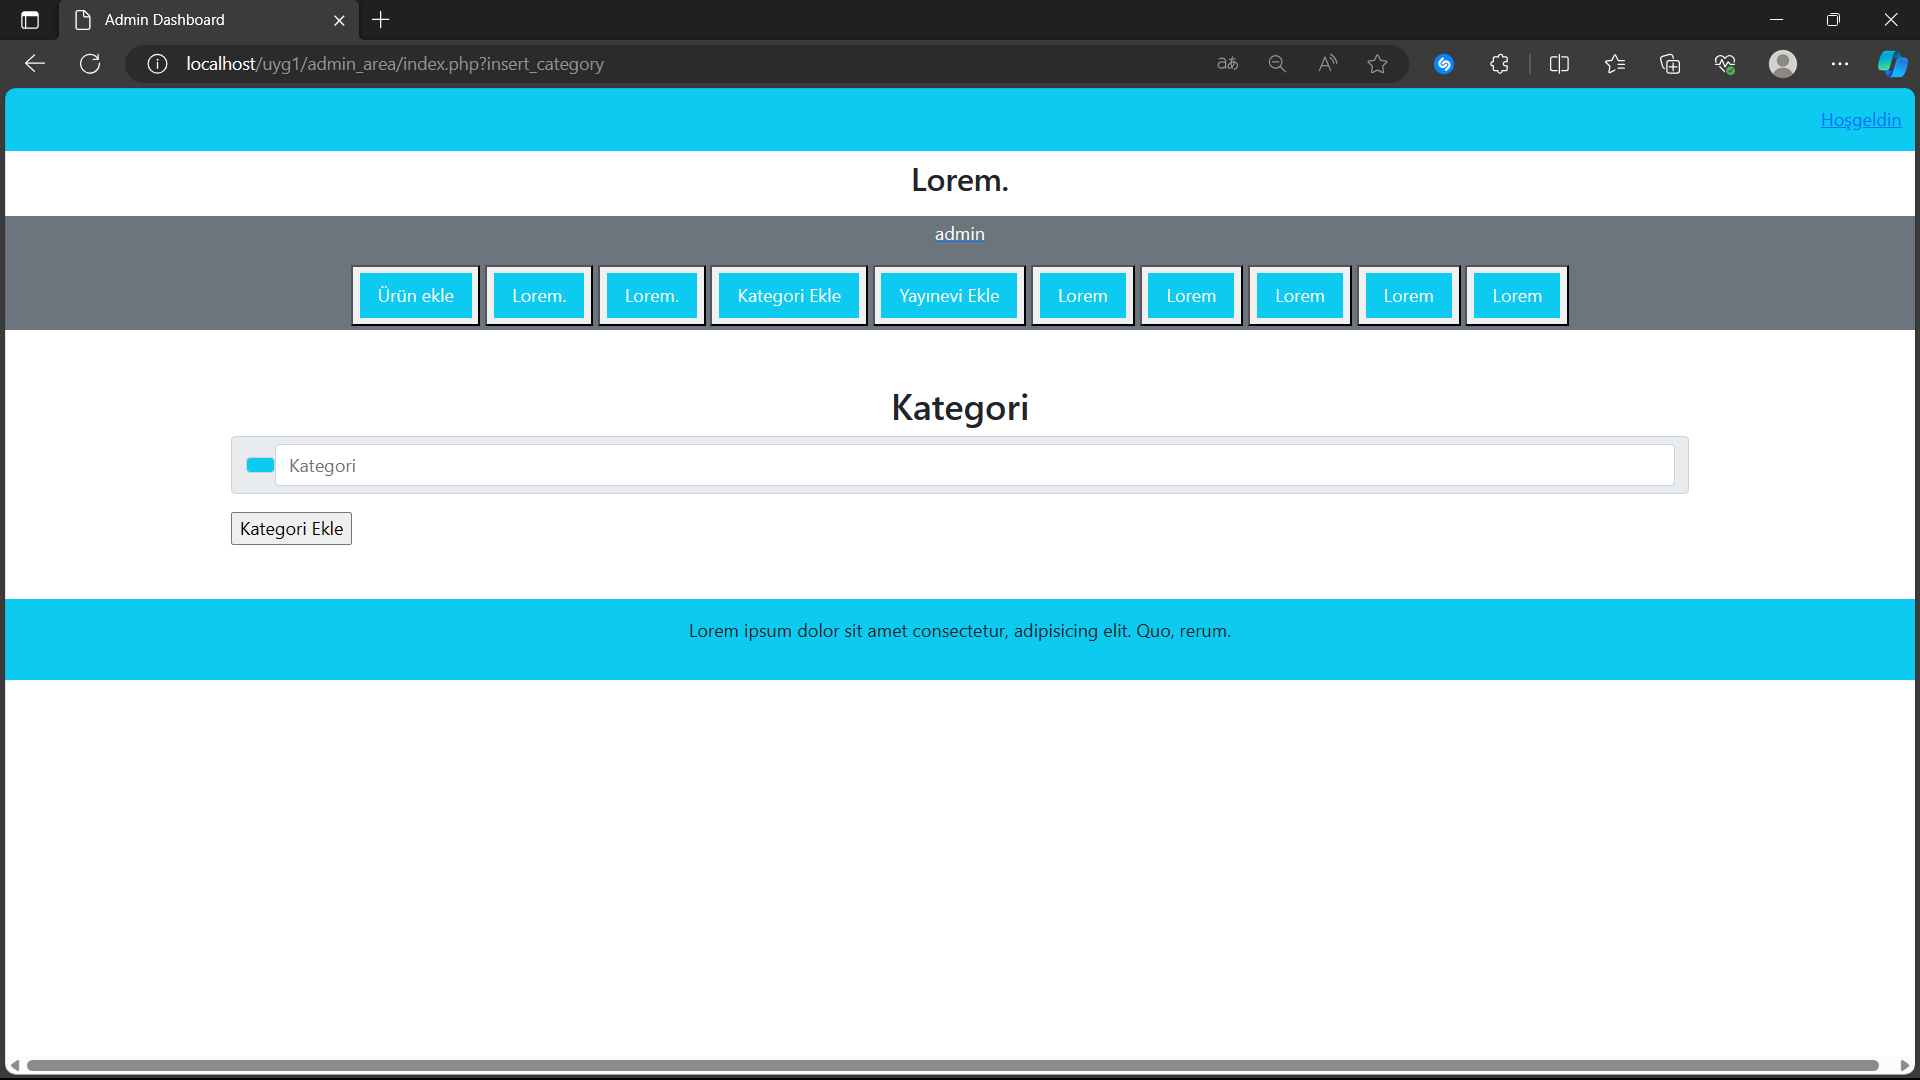 Admin Dashboard
localhost/uyg1/admin_area/index.php?insert_category
Hoşgeldin
Lorem.
admin
Ürün ekle Lorem. Lorem. Kategori Ekle Yayınevi Ekle Lorem Lorem Lorem Lorem Lorem
Kategori
Kategori
Kategori Ekle
Lorem ipsum dolor sit amet consectetur, adipisicing elit. Quo, rerum.